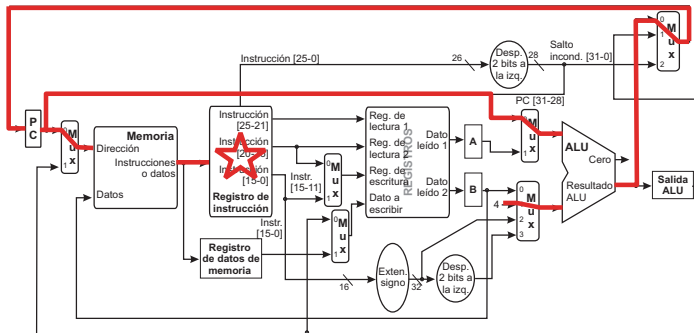 Instrucción [25-0]
26
28
Desp.
2 bits a
la izq.
Salto
incond. [31-0]
0
1
2
M
u
x
PC [31-28]
P
C
0
M
u
x
1
Memoria
Dirección
Instrucciones
o datos
Datos
Instrucción
[25-21]
Instrucción
Instrucción
[15-0]
Registro de
instrucción
Instr.
[15-11]
Instr.
[15-0]
Registro
de datos de
memoria
0
M
u
x
1
0
M
u
x
1
Reg. de
lectura 1
Reg. de
lectura 2
Reg. de
escritura
Dato a
escribir
REGISTROS
Dato
leído 1
Dato
leído 2
A
B
0
M
u
x
1
0
4
2
3
M
u
x
ALU
Cero
Resultado
ALU
Salida
ALU
16
Exten.
signo
32
Desp.
2 bits a
la izq.